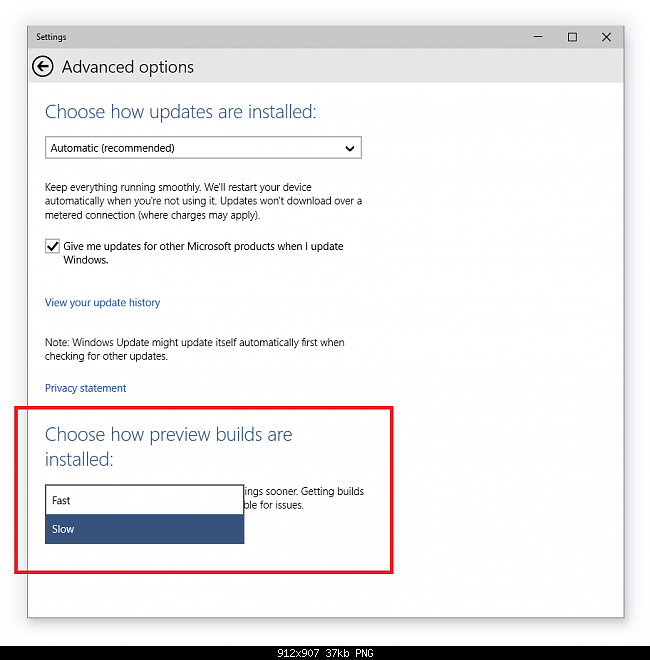 Settings
Advanced options
Choose how updates are installed:
Automatic (recommended)
Keep everything running smoothly. We'll restart your device
automatically when you're not using it. Updates won't download over a
metered connection (where charges may apply).
Give me updates for other Microsoft products when I update
Windows.
View your update history
Note: Windows Update might update itself automatically first when
checking for other updates.
Privacy statement
Choose how preview builds are
installed:
ings sooner. Getting builds
Fast
ble for issues.
Slow
912x907 37kb PNG